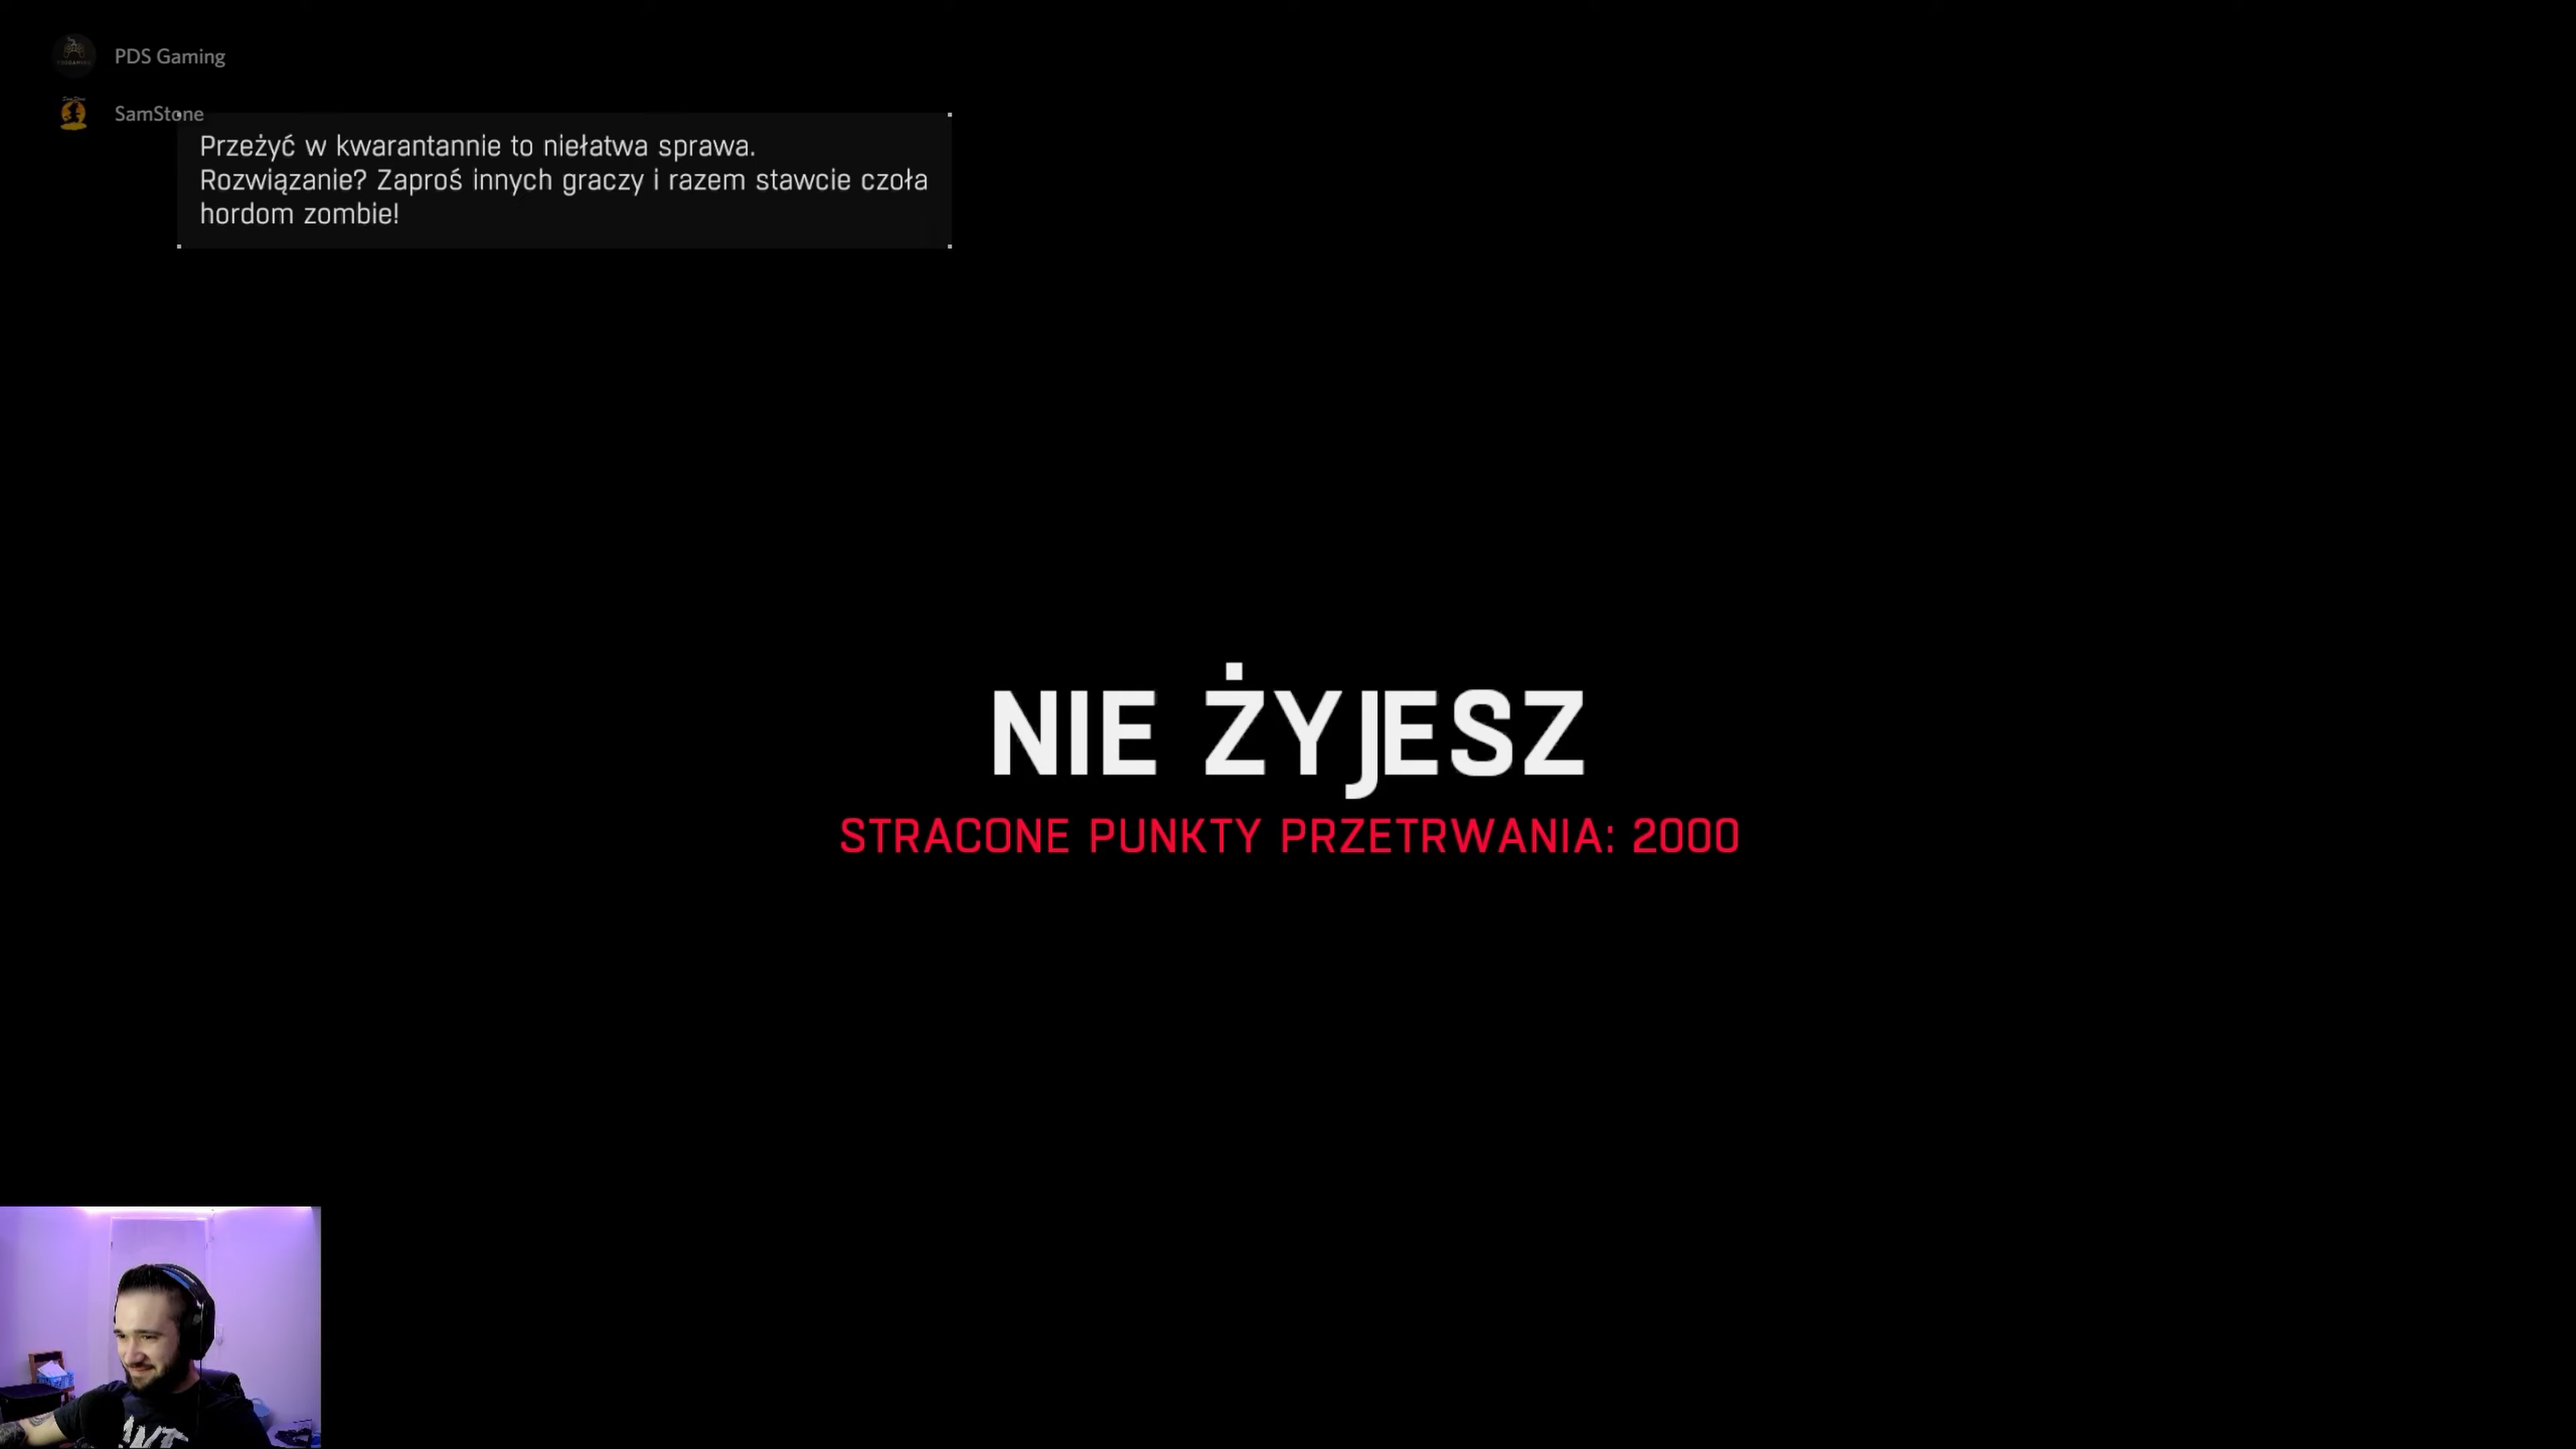 PDS Gaming
SamStone
Przeżyć w kwarantannie to niełatwa sprawa.
Rozwiązanie? Zaproś innych graczy i razem stawcie czoła
hordom zombie!
NIE ŻYJESZ
STRACONE PUNKTY PRZETRWANIA: 2000